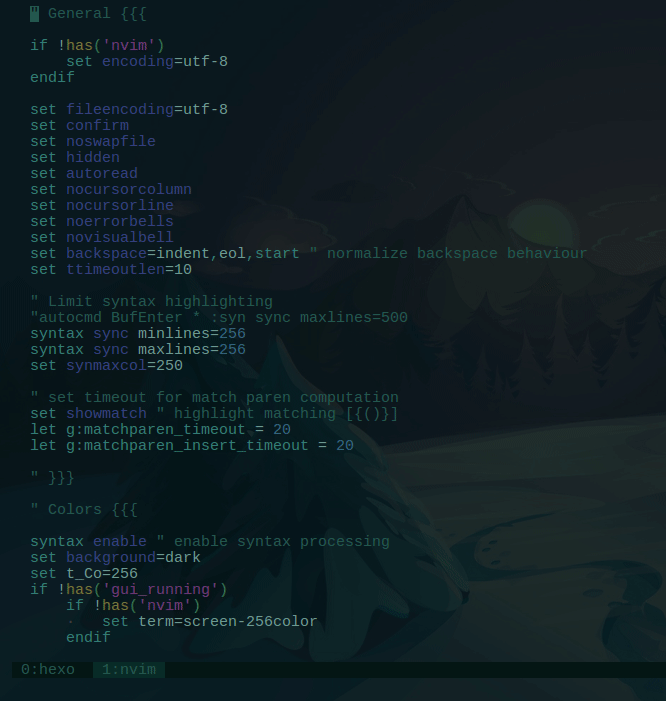 " General {{{
if !has('nvim')
set encoding=utf-8
endif
set fileencoding=utf-8
set confirm
set noswapfile
set hidden
set autoread
set nocursorcolumn
set nocursorline
set noerrorbells
set novisualbell
set backspace=indent,eol,start " normalize backspace behaviour
set ttimeoutlen=10
" Limit syntax highlighting
"autocmd BufEnter * :syn sync maxlines=500
syntax sync minlines=256
syntax sync maxlines=256
set synmaxcol=250
" set timeout for match paren computation
set showmatch " highlight matching [{()}]
let g:matchparen_timeout = 20
let g:matchparen_insert_timeout = 20
" }}}
" Colors {{{
syntax enable " enable syntax processing
set background=dark
set t_Co=256
if !has('gui_running')
if !has('nvim')
· set term=screen-256color
endif
0:hexo 1:nvim